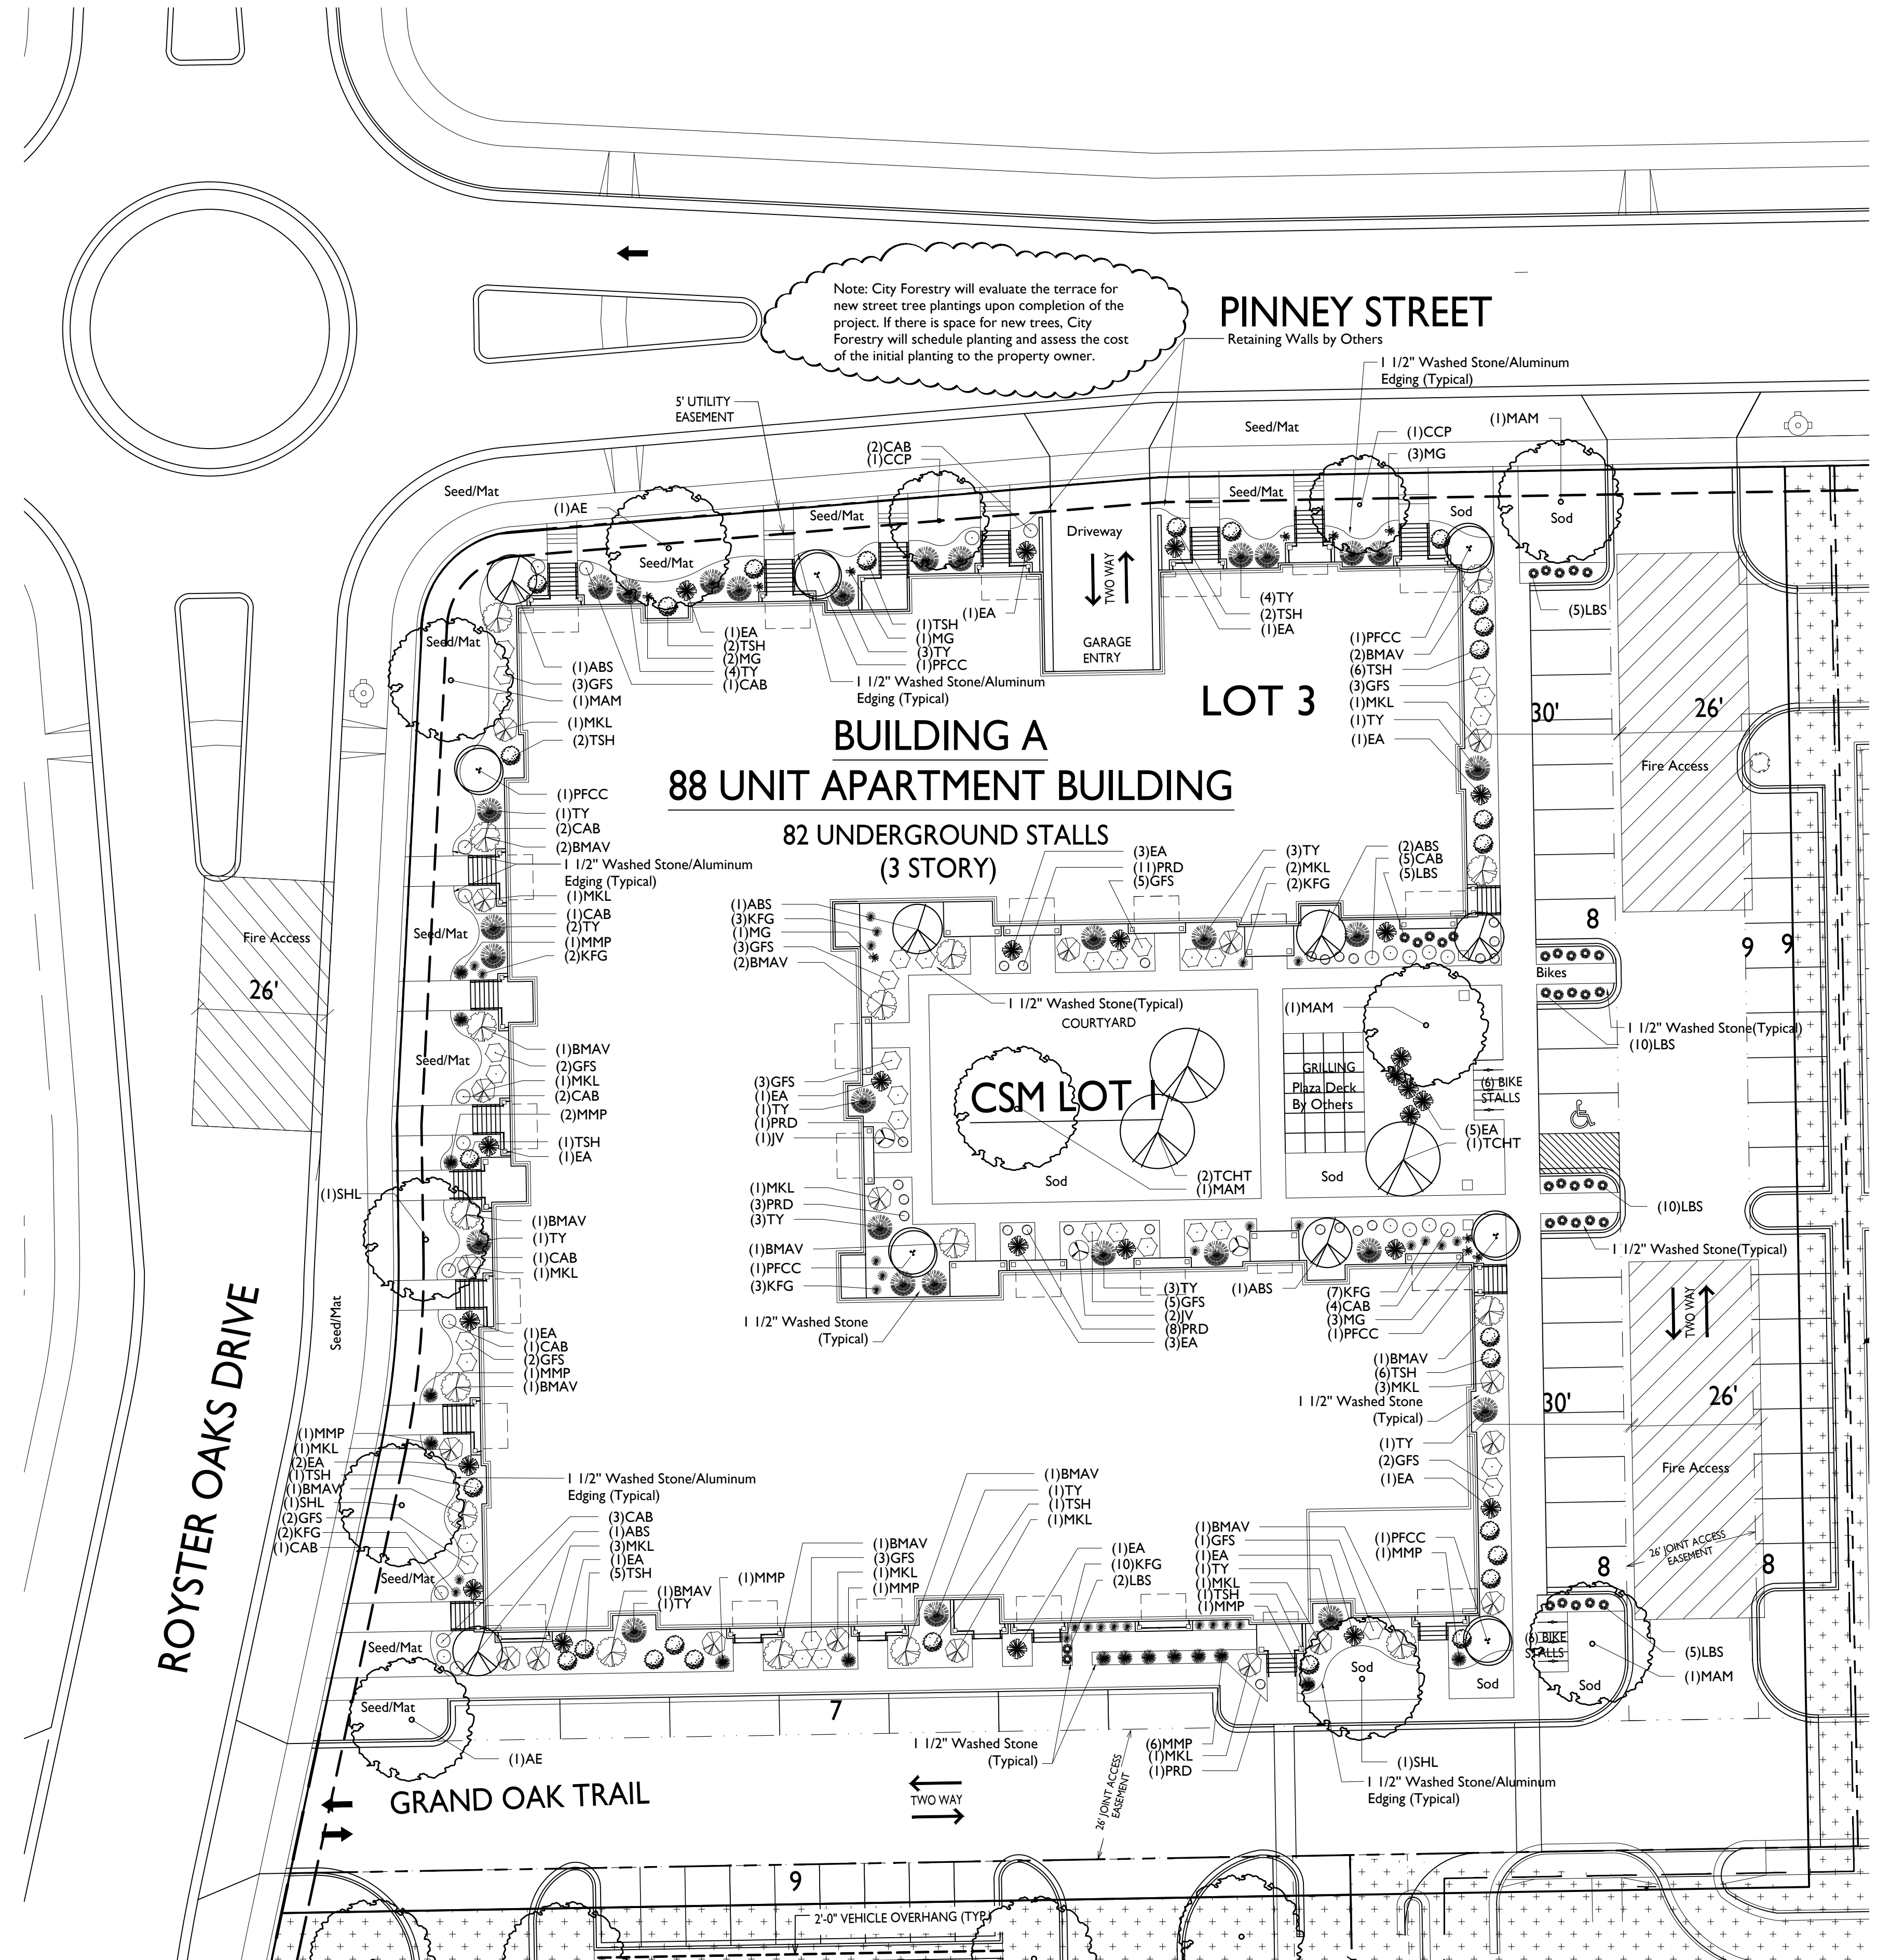 Note: City Forestry will evaluate the terrace for
new street tree plantings upon completion of the
project. If there is space for new trees, City
Forestry will schedule planting and assess the cost
of the initial planting to the property owner.
PINNEY STREET
Retaining Walls by Others
1 1/2" Washed Stone/Aluminum
Edging (Typical)
5' UTILITY
EASEMENT
Seed/Mat
(1)MAM
(1)CCP
(3)MG
(2)CAB
(1)CCP
Seed/Mat
(1)AE
Seed/Mat
Seed/Mat
Seed/Mat
Driveway
TWO WAY
Sod
Sod
(1)EA
GARAGE
ENTRY
(4)TY
(2)TSH
(1)EA
(5)LBS
(1)EA
(2)TSH
(2)MG
(4)TY
(1)CAB
(1)TSH
(1)MG
(3)TY
(1)PFCC
1 1/2" Washed Stone/Aluminum
Edging (Typical)
Seed/Mat
(1)ABS
(3)GFS
(1)MAM
(1)MKL
(2)TSH
(1)PFCC
(2)BMAV
(6)TSH
(3)GFS
(1)MKL
(1)TY
(1)EA
LOT 3
30'
26'
Fire Access
BUILDING A
88 UNIT APARTMENT BUILDING
82 UNDERGROUND STALLS
(3 STORY)
(1)PFCC
(1)TY
(2)CAB
(2)BMAV
1 1/2" Washed Stone/Aluminum
Edging (Typical)
(1)MKL
(1)CAB
(2)TY
(1)MMP
(2)KFG
Seed/Mat
Fire Access
26'
(3)EA
(11)PRD
(5)GFS
(3)TY
(2)MKL
(2)KFG
(2)ABS
(5)CAB
(5)LBS
(1)ABS
(3)KFG
(1)MG
(3)GFS
(2)BMAV
8
9
9
Bikes
1 1/2" Washed Stone(Typical)
(10)LBS
1 1/2" Washed Stone(Typical)
COURTYARD
(1)MAM
Seed/Mat
(1)BMAV
(2)GFS
(1)MKL
(2)CAB
(2)MMP
(1)TSH
(1)EA
(3)GFS
(1)EA
(1)TY
(1)PRD
(1)JV
CSM LOT 1
GRILLING
Plaza Deck
By Others
(6) BIKE
STALLS
(5)EA
(1)TCHT
(2)TCHT
(1)MAM
Sod
Sod
(10)LBS
1 1/2" Washed Stone(Typical)
(1)SHL
(1)BMAV
(1)TY
(1)CAB
(1)MKL
(1)MKL
(3)PRD
(3)TY
(1)BMAV
(1)PFCC
(3)KFG
1 1/2" Washed Stone
(Typical)
(3)TY
(5)GFS
(2)JV
(8)PRD
(3)EA
(1)ABS
(7)KFG
(4)CAB
(3)MG
(1)PFCC
TWO WAY
Seed/Mat
(1)EA
(1)CAB
(2)GFS
(1)MMP
(1)BMAV
(1)BMAV
(6)TSH
(3)MKL
1 1/2" Washed Stone
(Typical)
(1)TY
(2)GFS
(1)EA
30'
26'
Fire Access
26' JOINT ACCESS
EASEMENT
ROYSTER OAKS DRIVE
(1)MMP
(1)MKL
(2)EA
(1)TSH
(1)BMAV
(1)SHL
(2)GFS
(2)KFG
(1)CAB
Seed/Mat
1 1/2" Washed Stone/Aluminum
Edging (Typical)
(3)CAB
(1)ABS
(3)MKL
(1)EA
(5)TSH
(1)BMAV
(1)TY
(1)MMP
(1)BMAV
(3)GFS
(1)MKL
(1)MMP
(1)BMAV
(1)TY
(1)TSH
(1)MKL
(1)EA
(10)KFG
(2)LBS
(1)BMAV
(1)GFS
(1)EA
(1)TY
(1)MKL
(1)TSH
(1)MMP
(1)PFCC
(1)MMP
8
8
(6) BIKE
STALLS
(5)LBS
(1)MAM
Seed/Mat
Seed/Mat
Sod
Sod
Sod
7
(1)AE
1 1/2" Washed Stone
(Typical)
26' JOINT ACCESS
EASEMENT
(6)MMP
(1)MKL
(1)PRD
(1)SHL
1 1/2" Washed Stone/Aluminum
Edging (Typical)
GRAND OAK TRAIL
TWO WAY
9
2'-0" VEHICLE OVERHANG (TYP.)